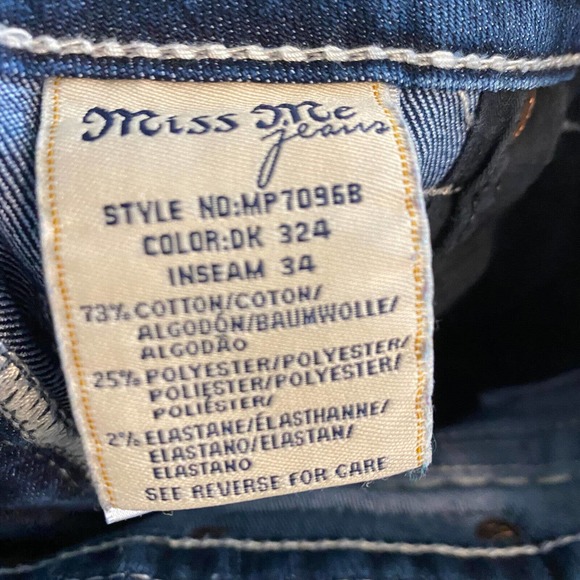 Miss Me
jeans
STYLE NO:MP7096B
COLOR:DK 324
INSEAM 34
73% COTTON/COTON/
ALGODÓN/BAUMWOLLE/
ALGODÃO
25% POLYESTER/POLYESTER/
POLIÉSTER/POLYESTER/
POLIÉSTER/
2% ELASTANE/ÉLASTHANNE/
ELASTANO/ELASTAN/
ELASTANO
SEE REVERSE FOR CARE